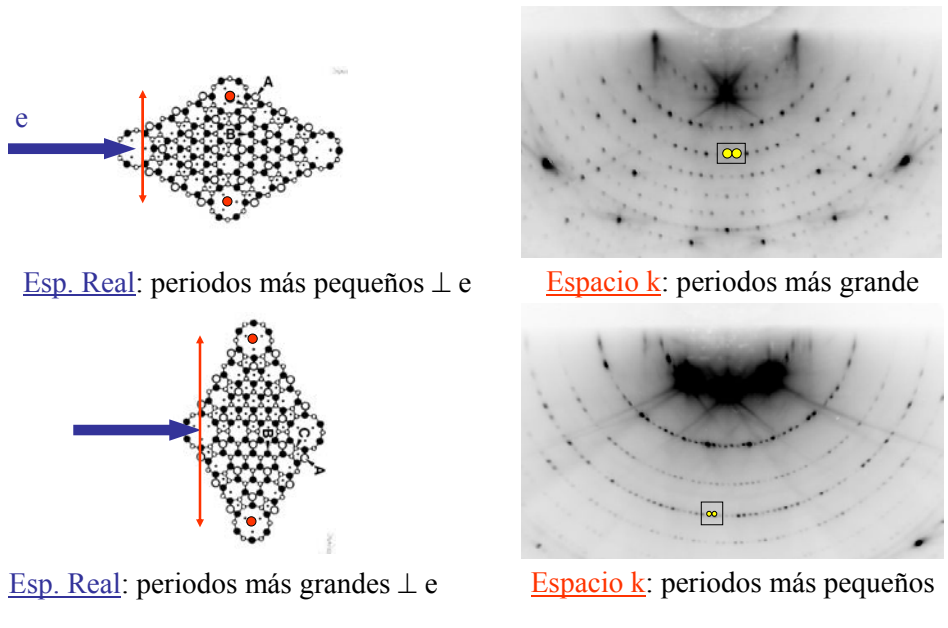 e
A
B
Esp. Real: periodos más pequeños ⊥ e
Espacio k: periodos más grande
B
C
A
Esp. Real: periodos más grandes ⊥ e
Espacio k: periodos más pequeños